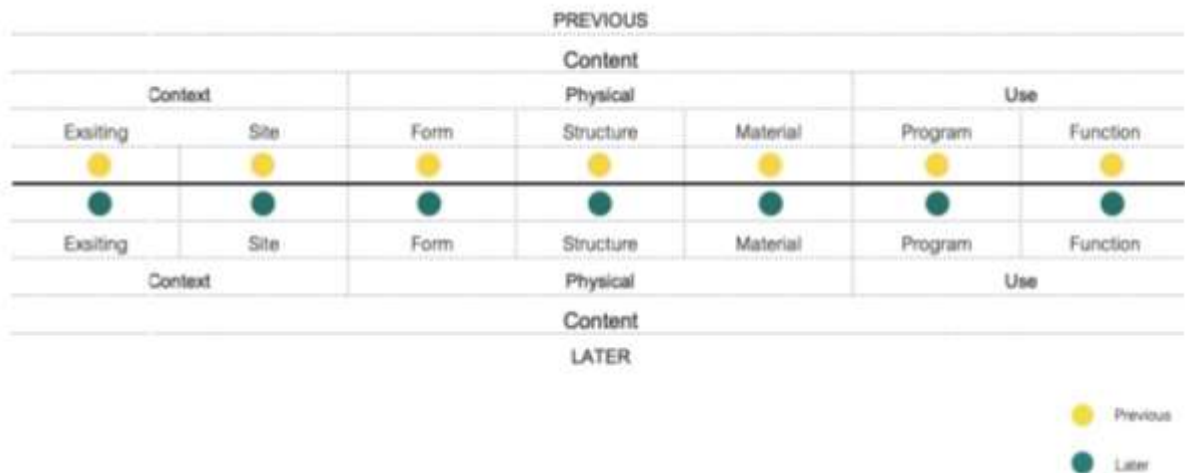 PREVIOUS
Content
Context Physical Use
Exsiting Site Form Structure Material Program Function
Exsiting Site Form Structure Material Program Function
Context Physical Use
Content
LATER
Previous
Later